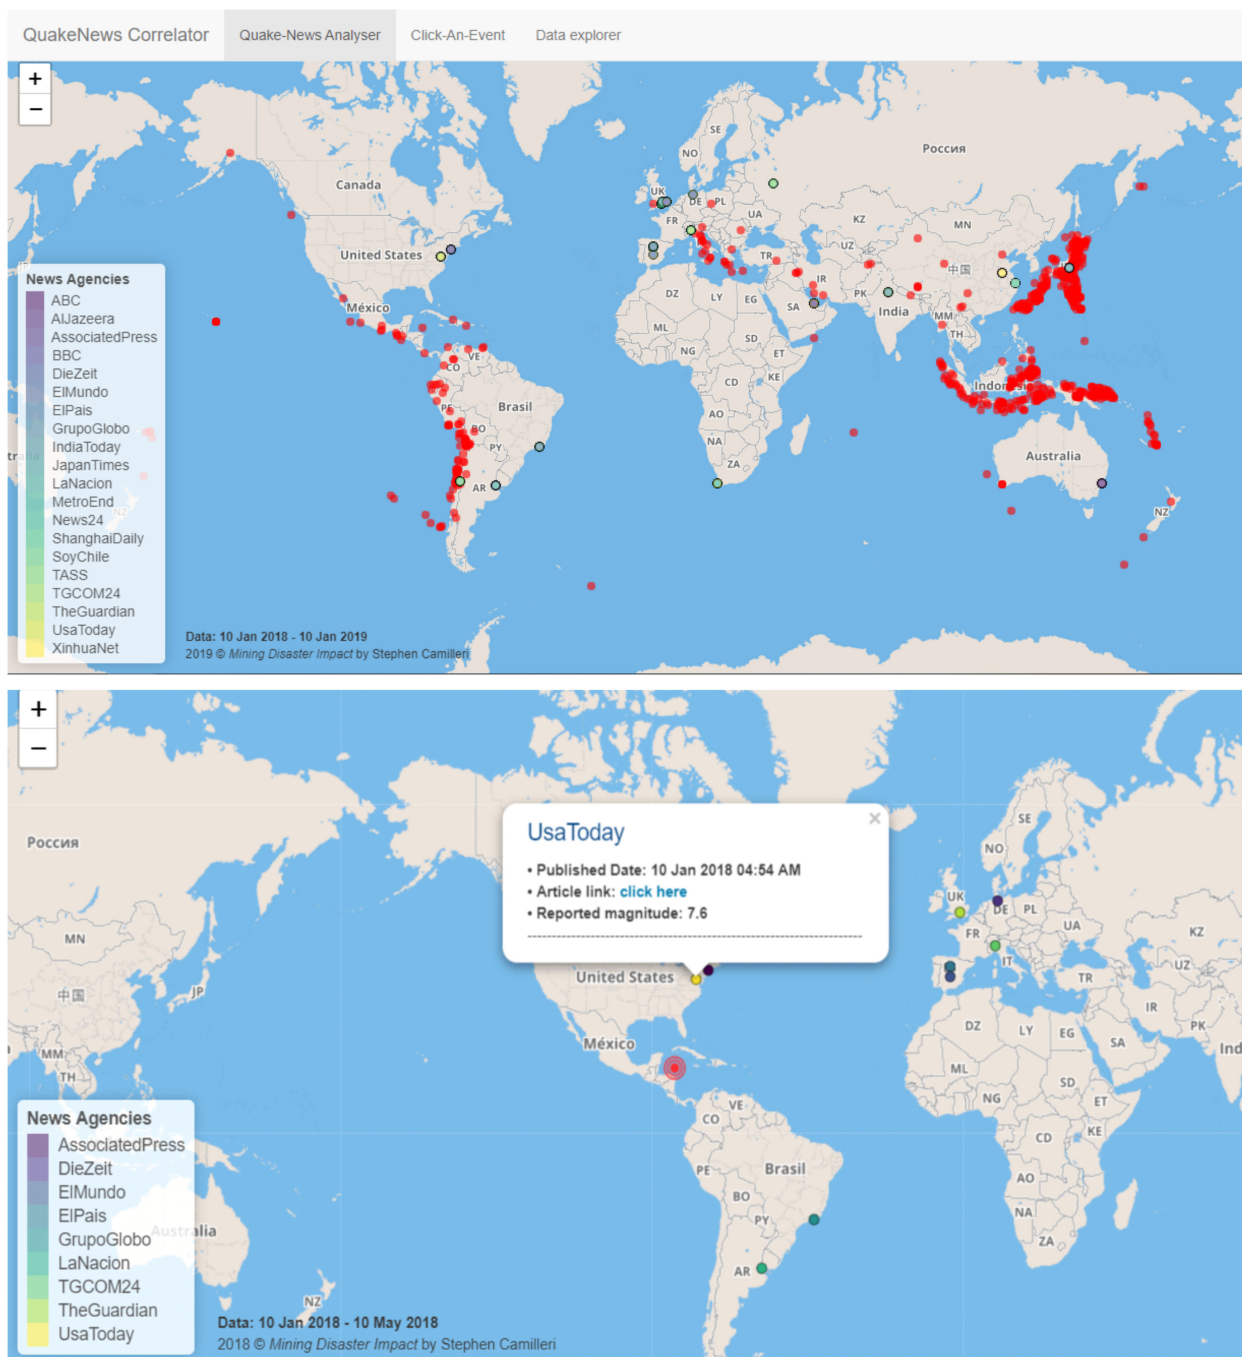 QuakeNews Correlator Quake-News Analyser Click-An-Event Data explorer
+
−
SE
NO
Россия
Canada
UK
DE PL
FR UA
KZ
MN
United States
UZ
TR
中国
IR
México
DZ LY EG SA PK
India
MM
TH
ML
NG SD ET
VE
CO
CD KE
Indonesia
PE Brasil
AO
BO
NA
PY
ZA
Australia
AR
NZ
NZ
News Agencies
ABC
AlJazeera
AssociatedPress
BBC
DieZeit
ElMundo
ElPais
GrupoGlobo
IndiaToday
JapanTimes
LaNacion
MetroEnd
News24
ShanghaiDaily
SoyChile
TASS
TGCOM24
TheGuardian
UsaToday
XinhuaNet
Data: 10 Jan 2018 - 10 Jan 2019
2019 © Mining Disaster Impact by Stephen Camilleri
+
−
UsaToday ×
• Published Date: 10 Jan 2018 04:54 AM
• Article link: click here
• Reported magnitude: 7.6
SE
Россия
NO
UK
DE PL
FR UA
MN KZ
IT
UZ
United States
TR
中国 JP
IR
PK
DZ LY EG SA
México
MM
Ind
TH
ML SD
NG ET
VE
CO
CD KE
PE Brasil
AO
BO
NA
PY
Australia
ZA
AR
NZ
News Agencies
AssociatedPress
DieZeit
ElMundo
ElPais
GrupoGlobo
LaNacion
TGCOM24
TheGuardian
UsaToday
Data: 10 Jan 2018 - 10 May 2018
2018 © Mining Disaster Impact by Stephen Camilleri